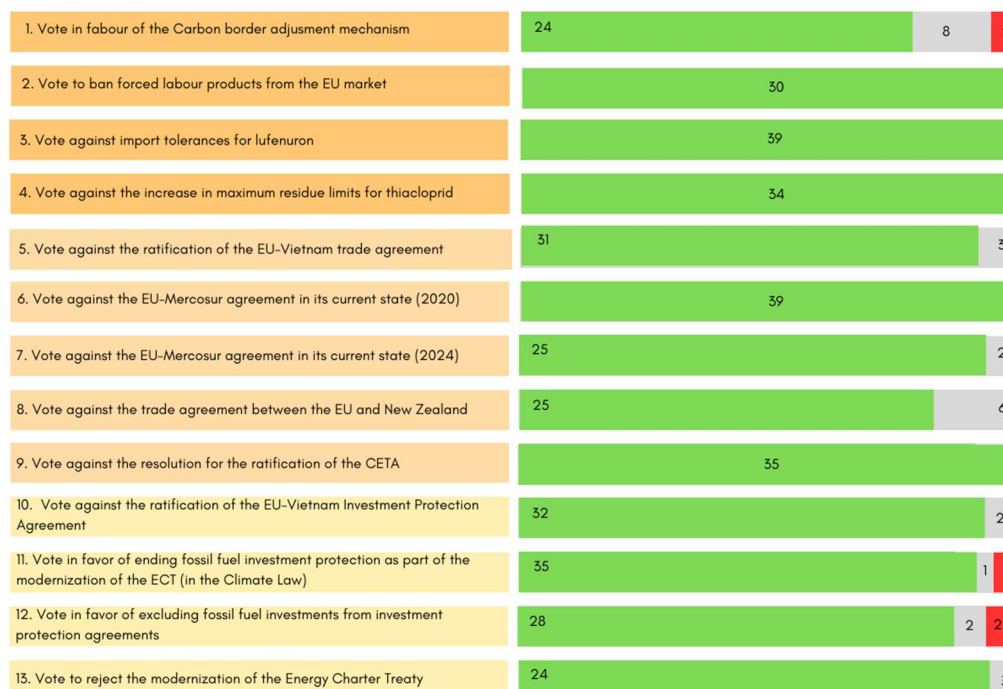 1. Vote in fabour of the Carbon border adjusment mechanism
24 8
2. Vote to ban forced labour products from the EU market
30
3. Vote against import tolerances for lufenuron
39
4. Vote against the increase in maximum residue limits for thiacloprid
34
5. Vote against the ratification of the EU-Vietnam trade agreement
31 3
6. Vote against the EU-Mercosur agreement in its current state (2020)
39
7. Vote against the EU-Mercosur agreement in its current state (2024)
25 2
8. Vote against the trade agreement between the EU and New Zealand
25 6
9. Vote against the resolution for the ratification of the CETA
35
10. Vote against the ratification of the EU-Vietnam Investment Protection
Agreement
32 2
11. Vote in favor of ending fossil fuel investment protection as part of the
modernization of the ECT (in the Climate Law)
35 1
12. Vote in favor of excluding fossil fuel investments from investment
protection agreements
28 2 2
13. Vote to reject the modernization of the Energy Charter Treaty
24